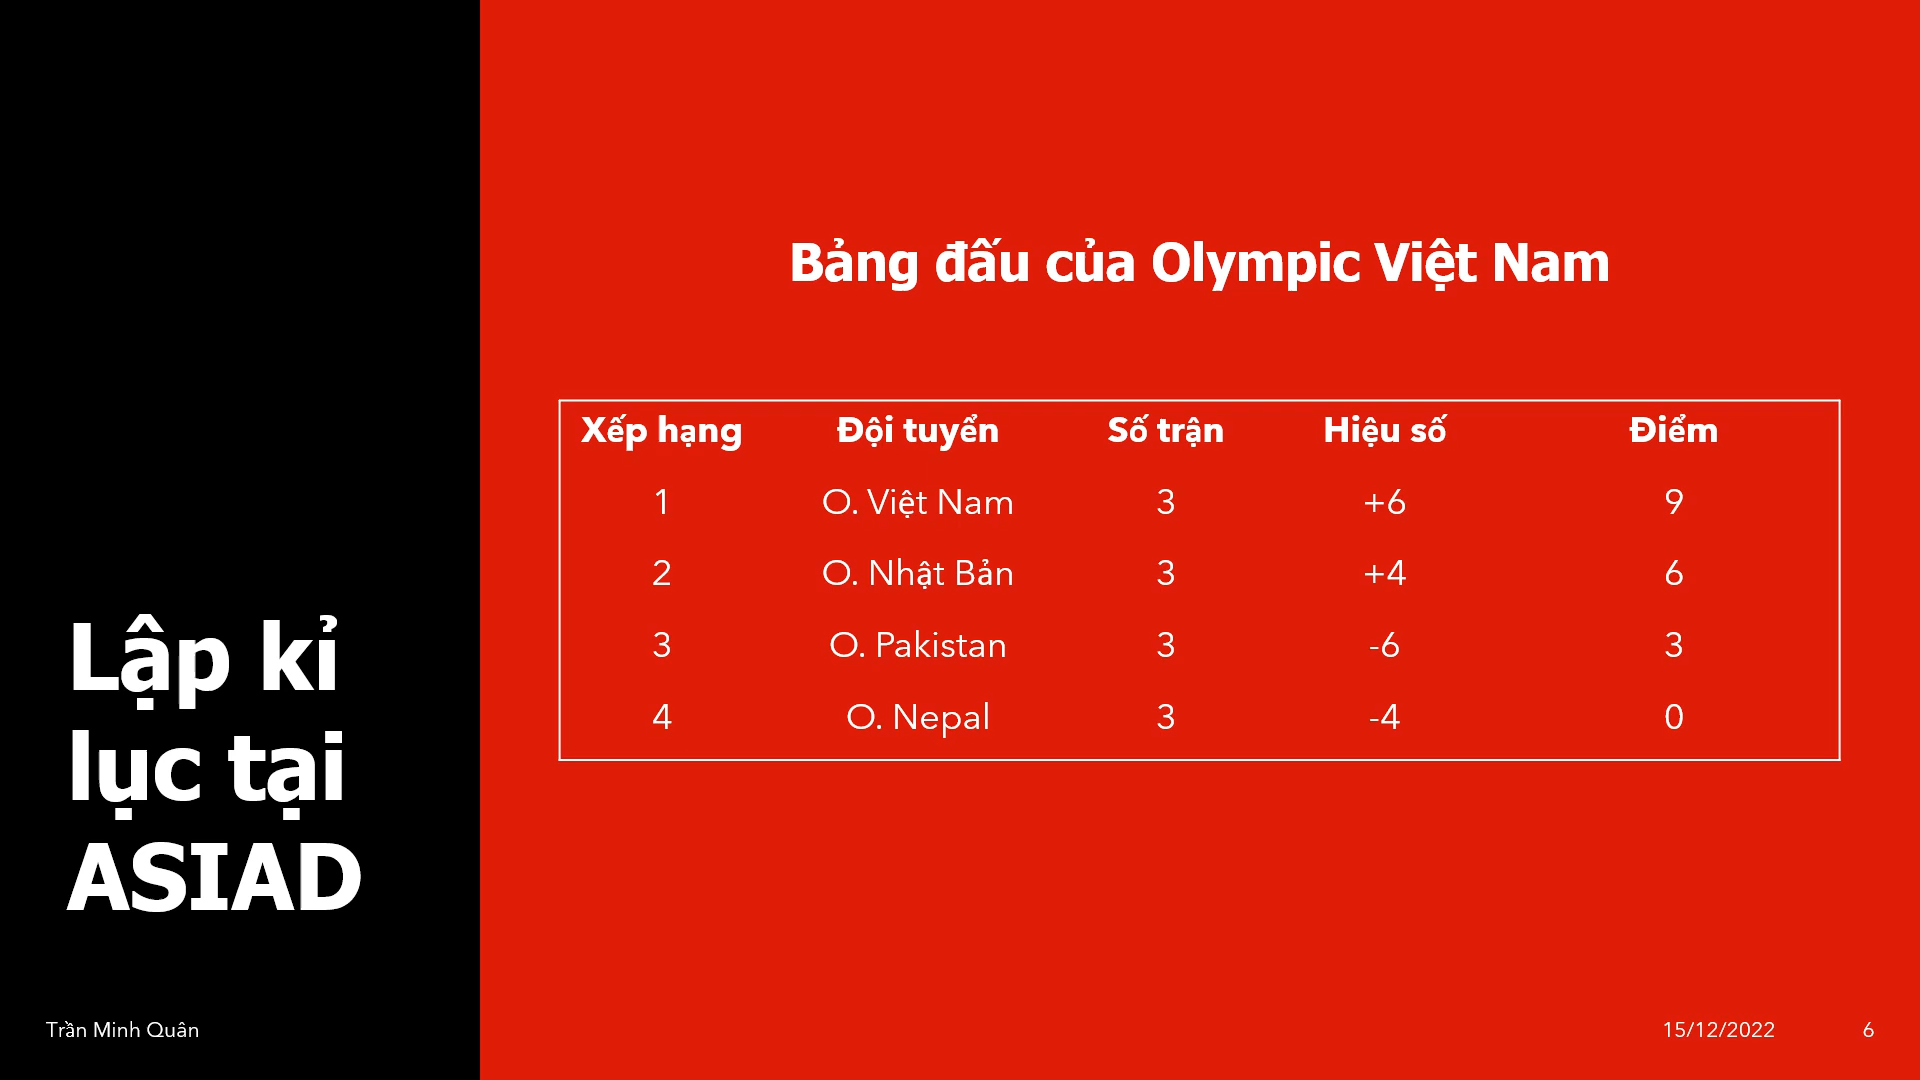 Lập kỉ
lục tại
ASIAD
Bảng đấu của Olympic Việt Nam
Xếp hạng Đội tuyển Số trận Hiệu số Điểm
1 O. Việt Nam 3 +6 9
2 O. Nhật Bản 3 +4 6
3 O. Pakistan 3 -6 3
4 O. Nepal 3 -4 0
Trần Minh Quân 15/12/2022 6